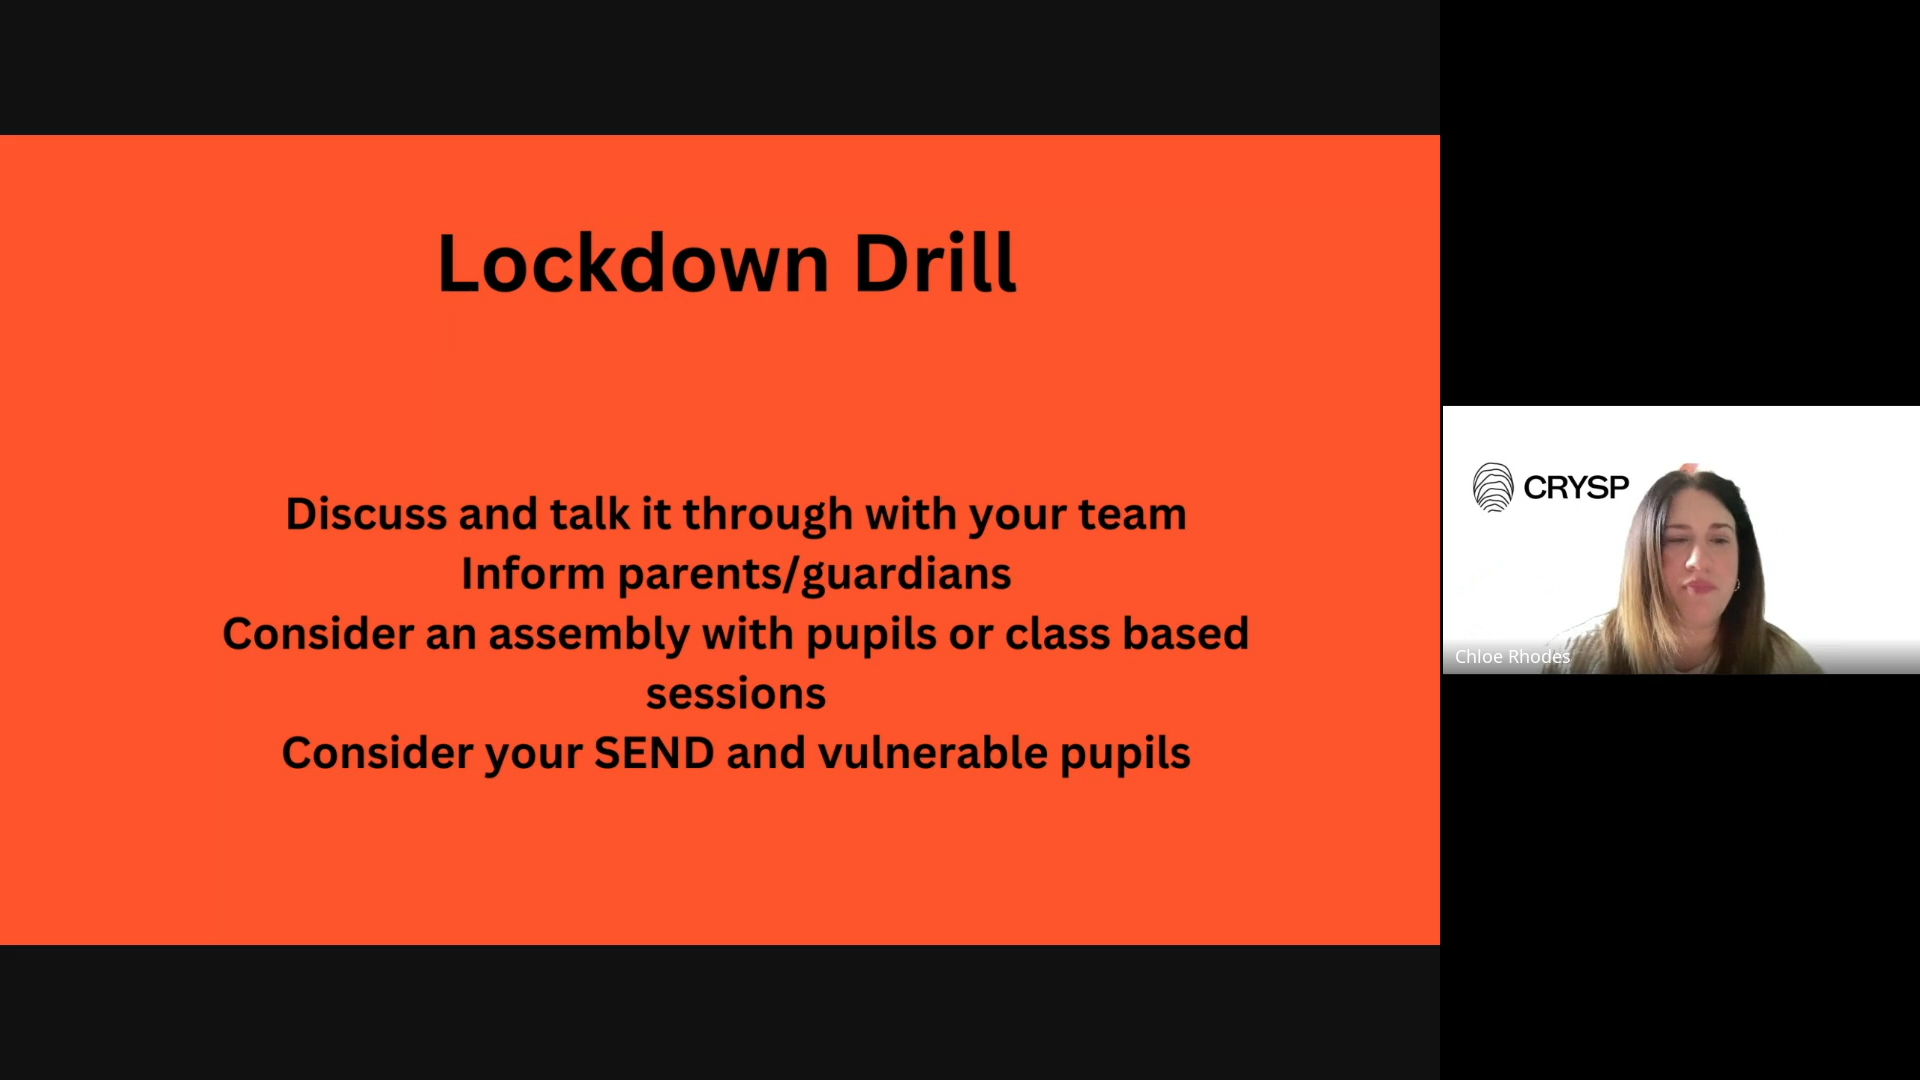 Lockdown Drill
Discuss and talk it through with your team
Inform parents/guardians
Consider an assembly with pupils or class based
sessions
Consider your SEND and vulnerable pupils
CRYSP
Chloe Rhodes